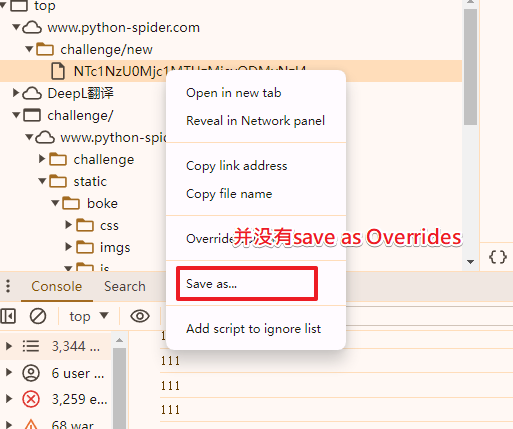 top
www.python-spider.com
challenge/new
Open in new tab
DeepL翻译
Reveal in Network panel
challenge/
www.python-spid
Copy link address
challenge
Copy file name
static
boke
Override
并没有save as Overrides
css
imgs
js
Save as...
Console
Search
Add script to ignore list
top
3,344 ...
6 user ...
111
3,259 e...
111
68 war
111